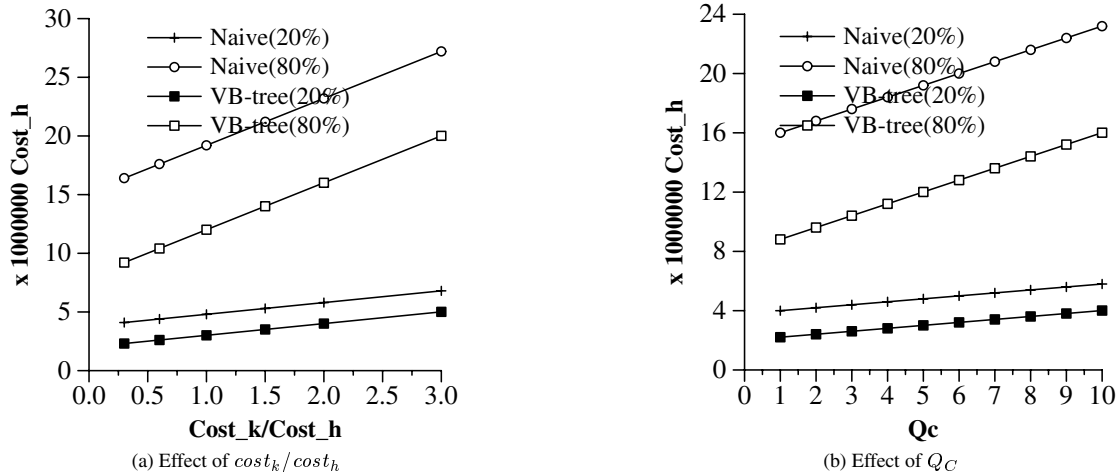 x 1000000 Cost_h
30
25
20
15
10
5
0
0.0 0.5 1.0 1.5 2.0 2.5 3.0
Naive(20%)
Naive(80%)
VB-tree(20%)
VB-tree(80%)
Cost_k/Cost_h
(a) Effect of cost_k/cost_h
x 1000000 Cost_h
24
20
16
12
8
4
0
0 1 2 3 4 5 6 7 8 9 10
Naive(20%)
Naive(80%)
VB-tree(20%)
VB-tree(80%)
Qc
(b) Effect of Q_C